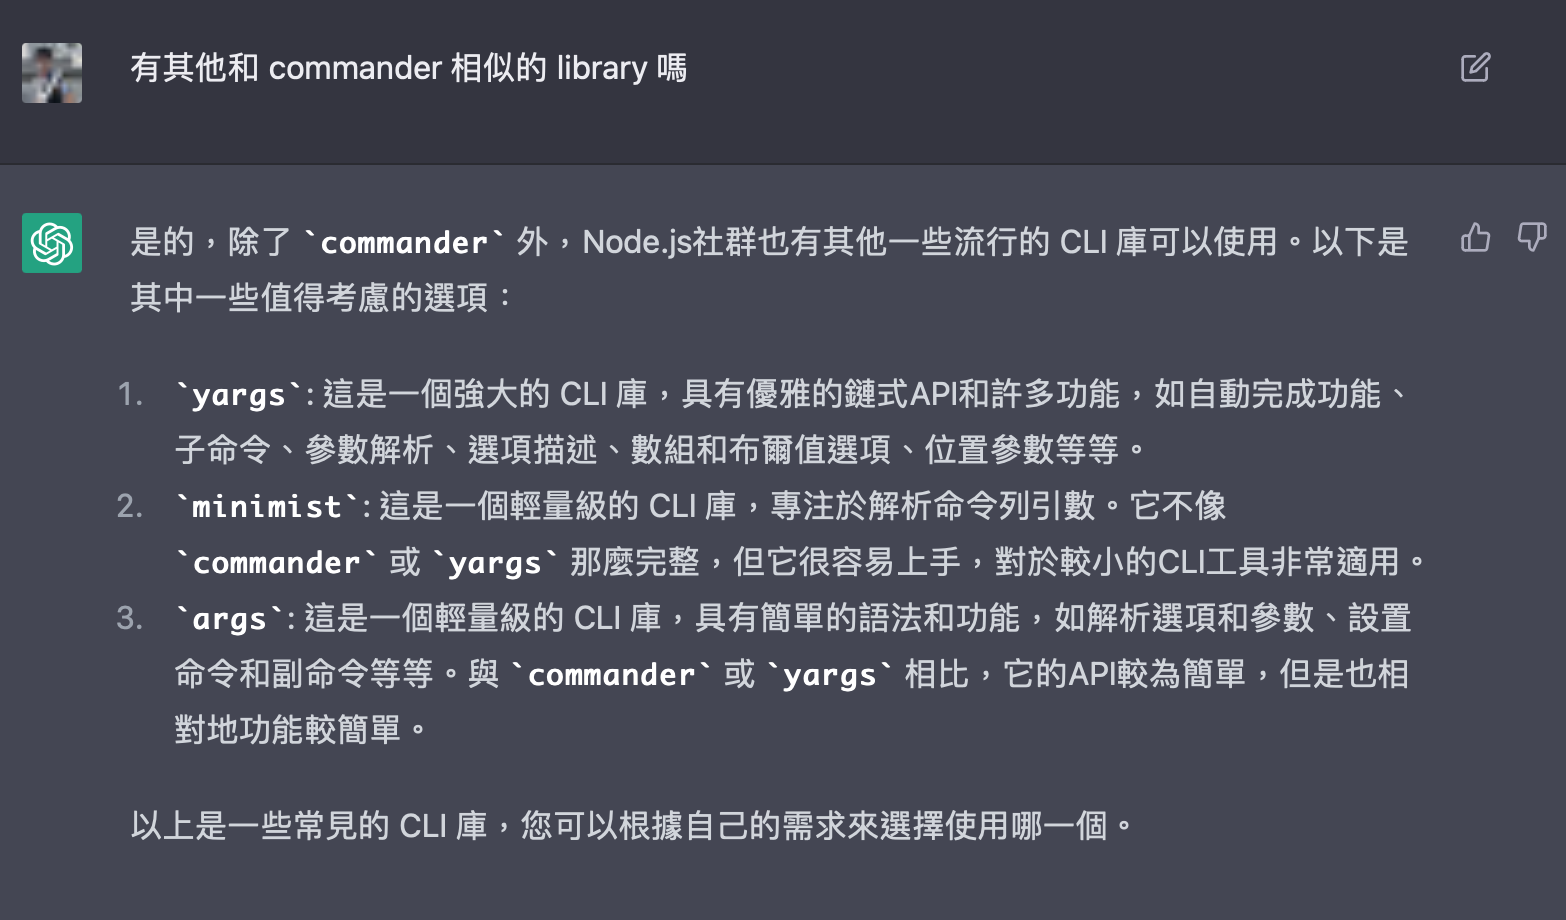 有其他和 commander 相似的 library 嗎
是的，除了 `commander` 外，Node.js社群也有其他一些流行的 CLI 庫可以使用。以下是
其中一些值得考慮的選項：
1. `yargs`: 這是一個強大的 CLI 庫，具有優雅的鏈式API和許多功能，如自動完成功能、
子命令、參數解析、選項描述、數組和布爾值選項、位置參數等等。
2. `minimist`: 這是一個輕量級的 CLI 庫，專注於解析命令列引數。它不像
`commander` 或 `yargs` 那麼完整，但它很容易上手，對於較小的CLI工具非常適用。
3. `args`: 這是一個輕量級的 CLI 庫，具有簡單的語法和功能，如解析選項和參數、設置
命令和副命令等等。與 `commander` 或 `yargs` 相比，它的API較為簡單，但是也相
對地功能較簡單。
以上是一些常見的 CLI 庫，您可以根據自己的需求來選擇使用哪一個。